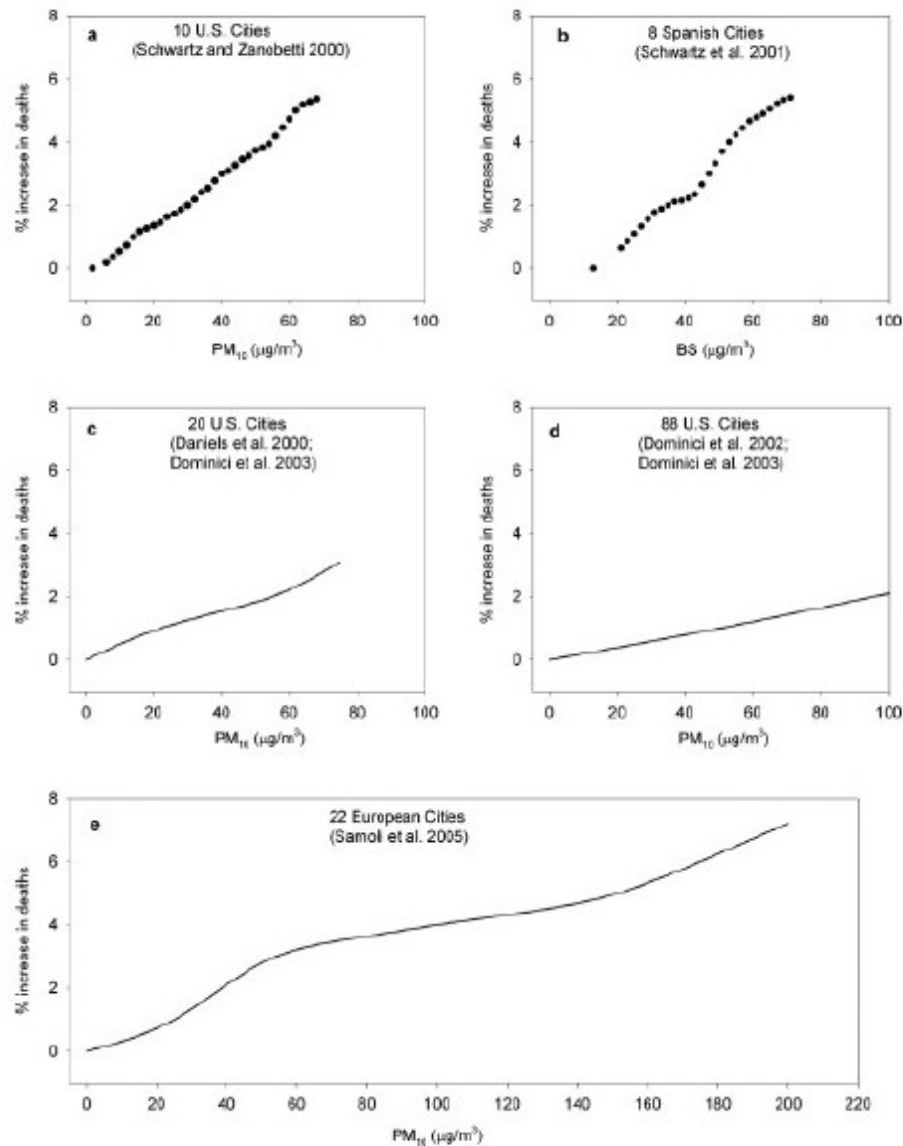 a
10 U.S. Cities
(Schwartz and Zanobetti 2000)
% increase in deaths
8
6
4
2
0
0 20 40 60 80 100
PM10 (μg/m³)
b
8 Spanish Cities
(Schwartz et al. 2001)
% increase in deaths
8
6
4
2
0
0 20 40 60 80 100
BS (μg/m³)
c
20 U.S. Cities
(Daniels et al. 2000;
Dominici et al. 2003)
% increase in deaths
8
6
4
2
0
0 20 40 60 80 100
PM10 (μg/m³)
d
88 U.S. Cities
(Dominici et al. 2002;
Dominici et al. 2003)
% increase in deaths
8
6
4
2
0
0 20 40 60 80 100
PM10 (μg/m³)
e
22 European Cities
(Samoli et al. 2005)
% increase in deaths
8
6
4
2
0
0 20 40 60 80 100 120 140 160 180 200 220
PM10 (μg/m³)